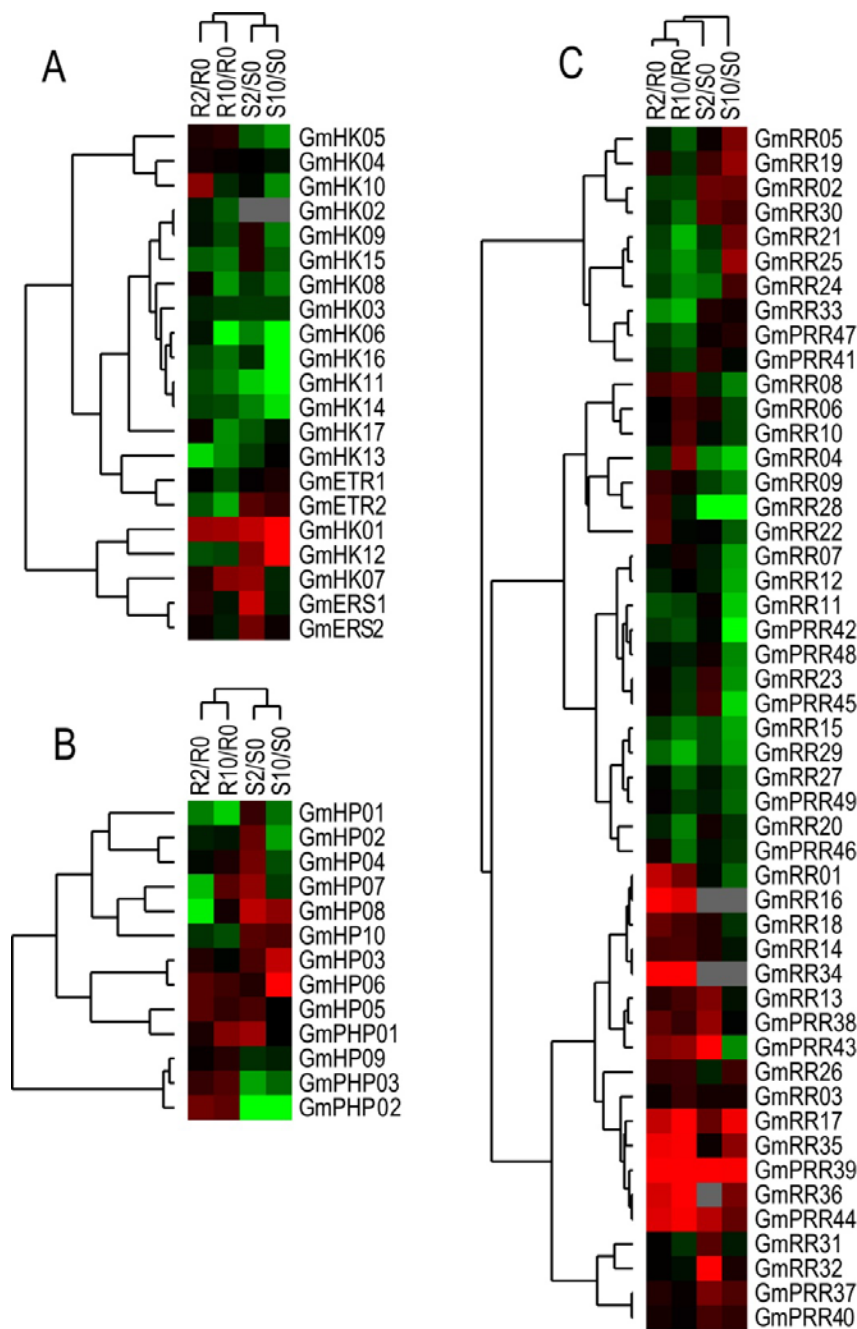 A
R2/R0
R10/R0
S2/S0
S10/S0
GmHK05
GmHK04
GmHK10
GmHK02
GmHK09
GmHK15
GmHK08
GmHK03
GmHK06
GmHK16
GmHK11
GmHK14
GmHK17
GmHK13
GmETR1
GmETR2
GmHK01
GmHK12
GmHK07
GmERS1
GmERS2
B
R2/R0
R10/R0
S2/S0
S10/S0
GmHP01
GmHP02
GmHP04
GmHP07
GmHP08
GmHP10
GmHP03
GmHP06
GmHP05
GmPHP01
GmHP09
GmPHP03
GmPHP02
C
R2/R0
R10/R0
S2/S0
S10/S0
GmRR05
GmRR19
GmRR02
GmRR30
GmRR21
GmRR25
GmRR24
GmRR33
GmPRR47
GmPRR41
GmRR08
GmRR06
GmRR10
GmRR04
GmRR09
GmRR28
GmRR22
GmRR07
GmRR12
GmRR11
GmPRR42
GmPRR48
GmRR23
GmPRR45
GmRR15
GmRR29
GmRR27
GmPRR49
GmRR20
GmPRR46
GmRR01
GmRR16
GmRR18
GmRR14
GmRR34
GmRR13
GmPRR38
GmPRR43
GmRR26
GmRR03
GmRR17
GmRR35
GmPRR39
GmRR36
GmPRR44
GmRR31
GmRR32
GmPRR37
GmPRR40